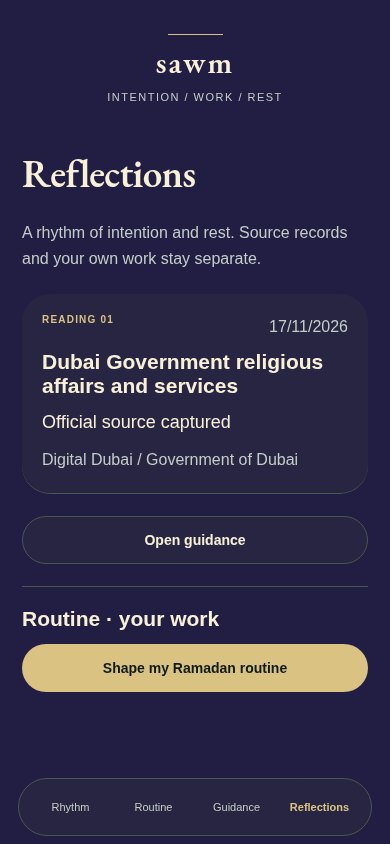 sawm
INTENTION / WORK / REST
Reflections
A rhythm of intention and rest. Source records
and your own work stay separate.
READING 01
17/11/2026
Dubai Government religious
affairs and services
Official source captured
Digital Dubai / Government of Dubai
Open guidance
Routine · your work
Shape my Ramadan routine
Rhythm
Routine
Guidance
Reflections